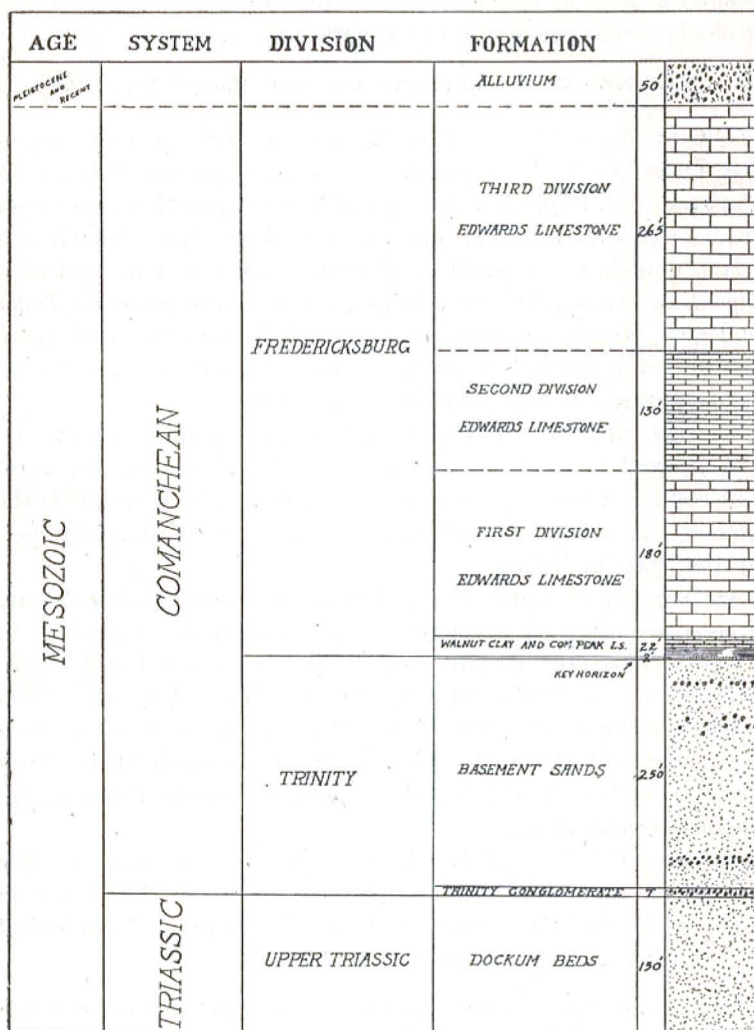 AGE SYSTEM DIVISION FORMATION
PLEISTOCENE
AND
RECENT
ALLUVIUM 50'
MESOZOIC
COMANCHEAN
FREDERICKSBURG
THIRD DIVISION
EDWARDS LIMESTONE 265'
SECOND DIVISION
EDWARDS LIMESTONE 130'
FIRST DIVISION
EDWARDS LIMESTONE 180'
WALNUT CLAY AND COM. PEAK LS. 22'
2'
KEY HORIZON
TRINITY
BASEMENT SANDS 250'
TRINITY CONGLOMERATE
TRIASSIC
UPPER TRIASSIC
DOCKUM BEDS 150'